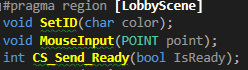 #pragma region [LobbyScene]
void SetID(char color);
void MouseInput(POINT point);
int CS_Send_Ready(bool IsReady);